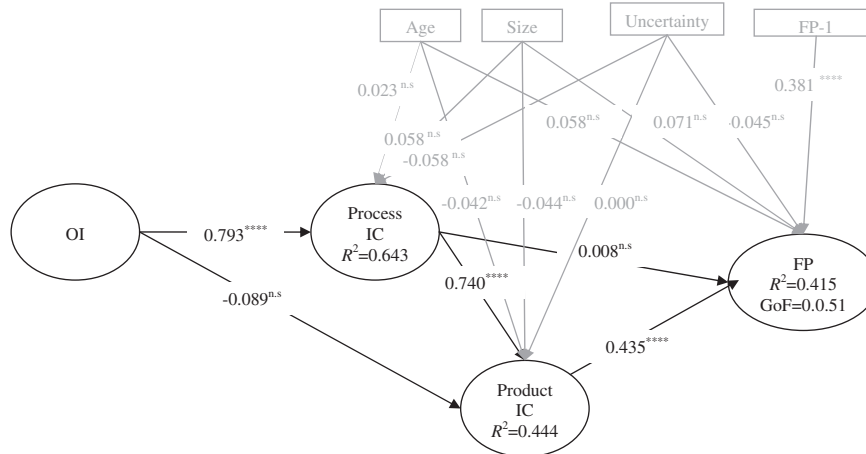 Age Size Uncertainty FP-1
0.023 n.s
0.381 ****
0.058 n.s
-0.058 n.s
0.058 n.s
0.071 n.s
-0.045 n.s
-0.042 n.s
-0.044 n.s
0.000 n.s
OI
0.793****
Process
IC
R²=0.643
0.008 n.s
FP
R²=0.415
GoF=0.0.51
-0.089 n.s
0.740****
0.435****
Product
IC
R²=0.444